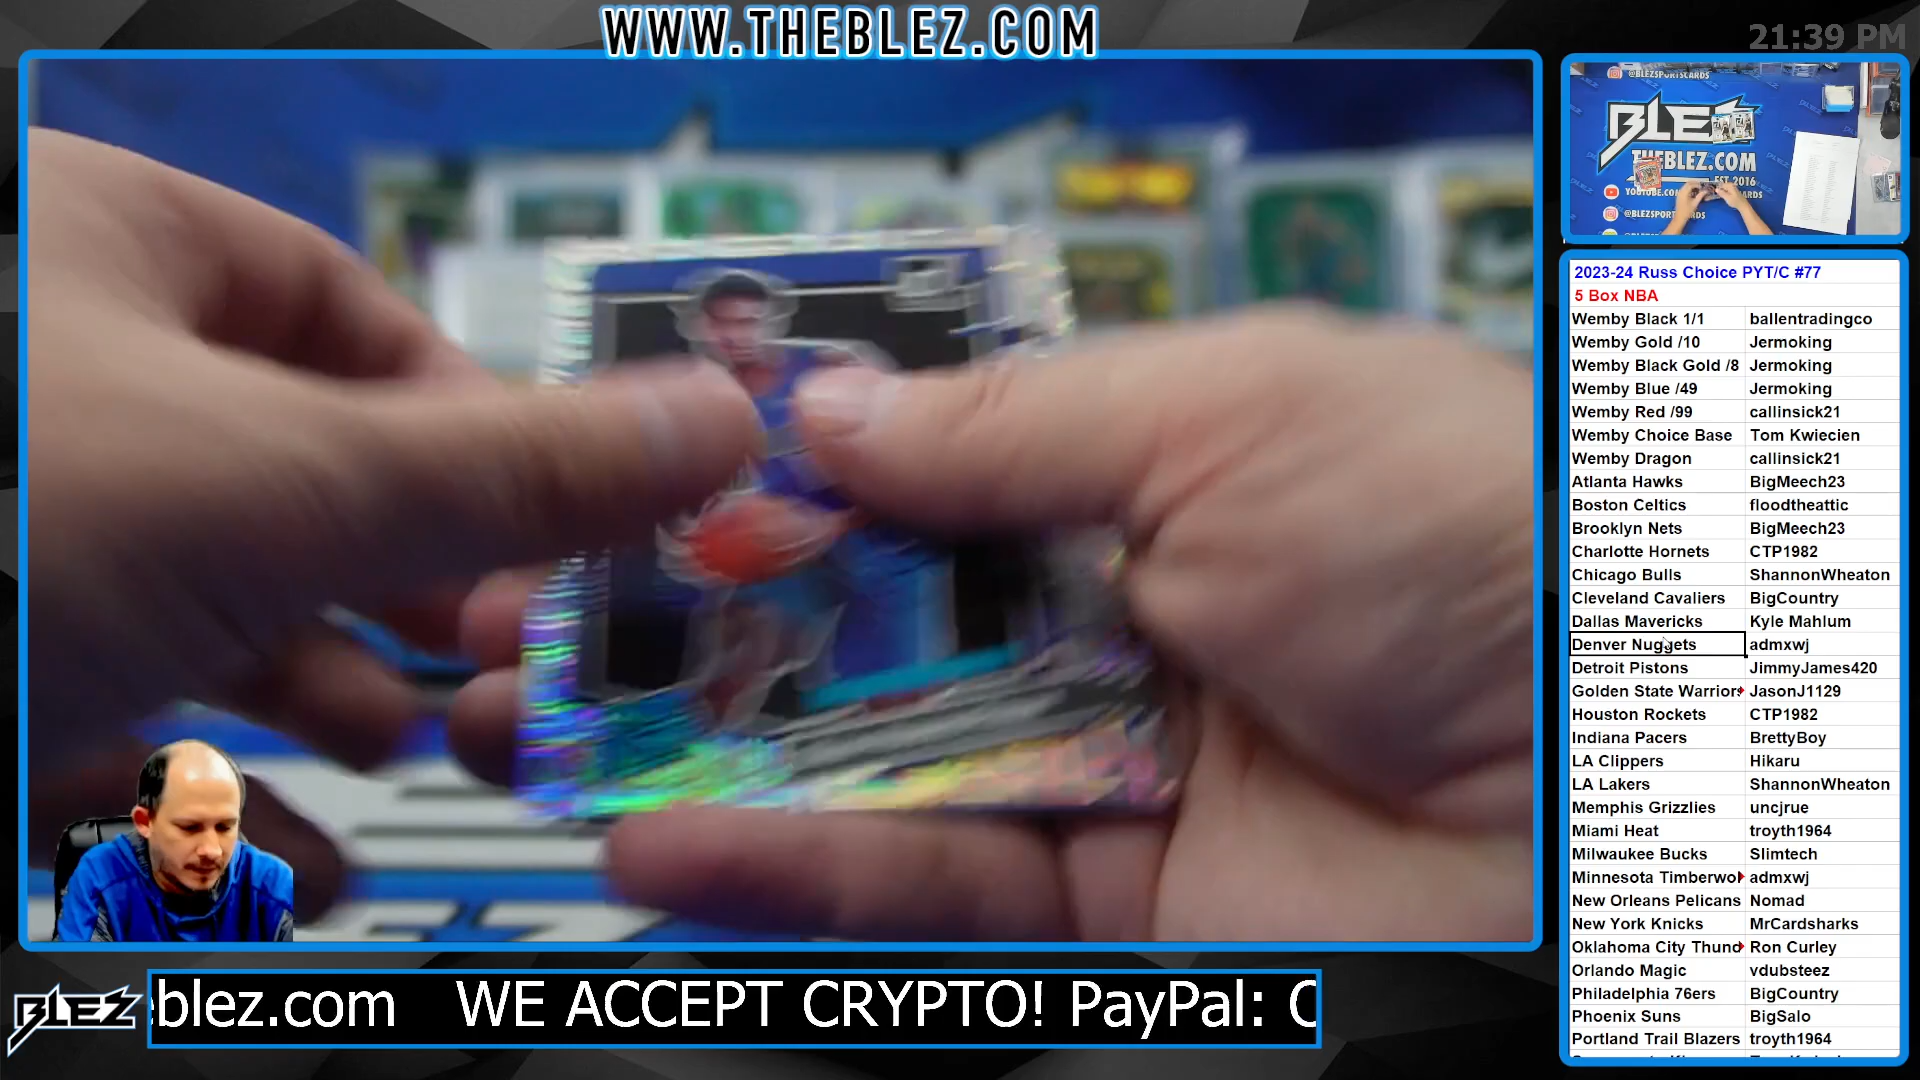 WWW.THEBLEZ.COM
21:39 PM
@BLEZSPORTSCARDS
BLEZ
THEBLEZ.COM
EST 2016
2023-24 Russ Choice PYT/C #77
5 Box NBA
Wemby Black 1/1 ballentradingco
Wemby Gold /10 Jermoking
Wemby Black Gold /8 Jermoking
Wemby Blue /49 Jermoking
Wemby Red /99 callinsick21
Wemby Choice Base Tom Kwiecien
Wemby Dragon callinsick21
Atlanta Hawks BigMeech23
Boston Celtics floodtheattic
Brooklyn Nets BigMeech23
Charlotte Hornets CTP1982
Chicago Bulls ShannonWheaton
Cleveland Cavaliers BigCountry
Dallas Mavericks Kyle Mahlum
Denver Nuggets admxwj
Detroit Pistons JimmyJames420
Golden State Warriors JasonJ1129
Houston Rockets CTP1982
Indiana Pacers BrettyBoy
LA Clippers Hikaru
LA Lakers ShannonWheaton
Memphis Grizzlies uncjrue
Miami Heat troyth1964
Milwaukee Bucks Slimtech
Minnesota Timberwol admxwj
New Orleans Pelicans Nomad
New York Knicks MrCardsharks
Oklahoma City Thund Ron Curley
Orlando Magic vdubsteez
Philadelphia 76ers BigCountry
Phoenix Suns BigSalo
Portland Trail Blazers troyth1964
BLEZ
blez.com WE ACCEPT CRYPTO! PayPal: C